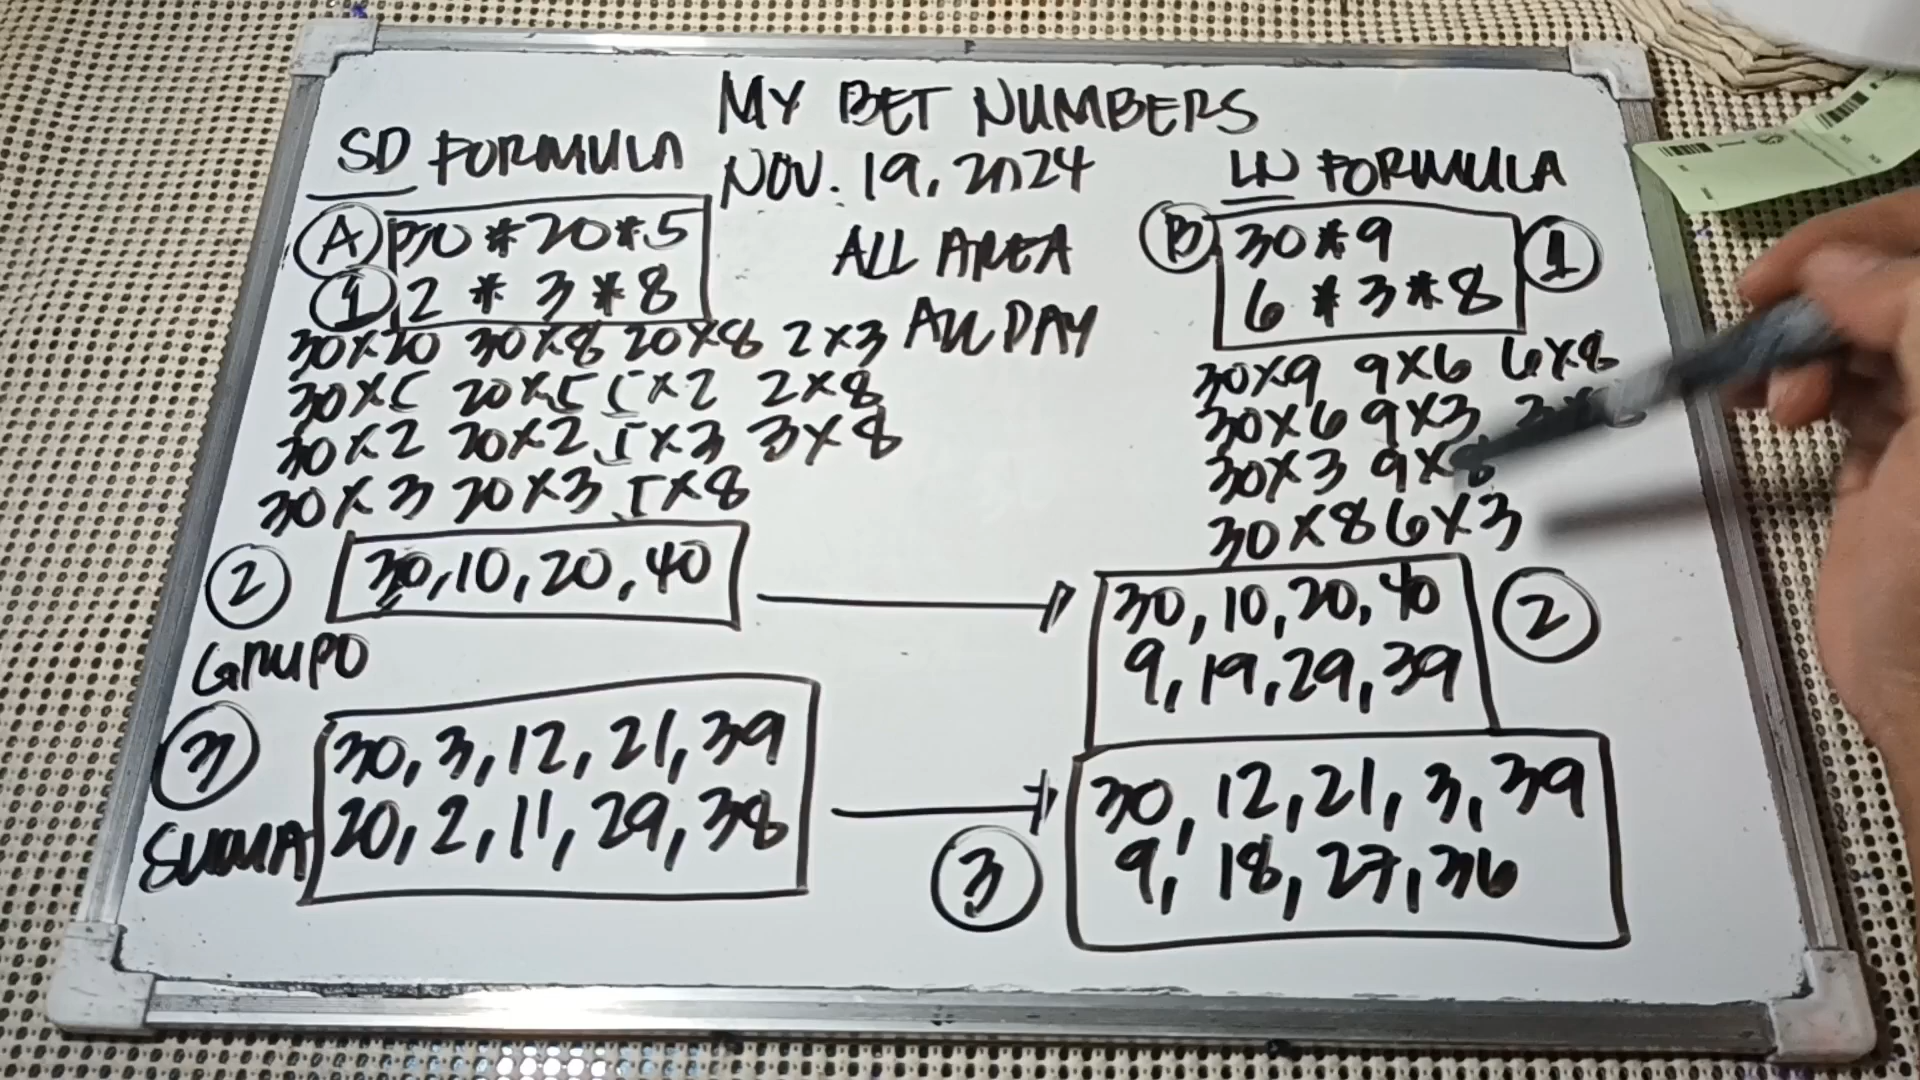 MY BET NUMBERS
NOV. 19, 2024
ALL AREA
ALL DAY
SD FORMULA
A 30*20*5
1 2 * 3 * 8
30x20 30x8 20x8 2x3
30x5 20x5 5x2 2x8
30x2 20x2 5x3 3x8
30x3 20x3 5x8
2 30, 10, 20, 40
GRUPO
3 30, 3, 12, 21, 39
SUMA 20, 2, 11, 29, 38
LN FORMULA
B 30*9
6*3*8 1
30x9 9x6 6x8
30x6 9x3
30x3 9x8
30x8 6x3
30, 10, 20, 40
9, 19, 29, 39 2
30, 12, 21, 3, 39
3 9, 18, 27, 36